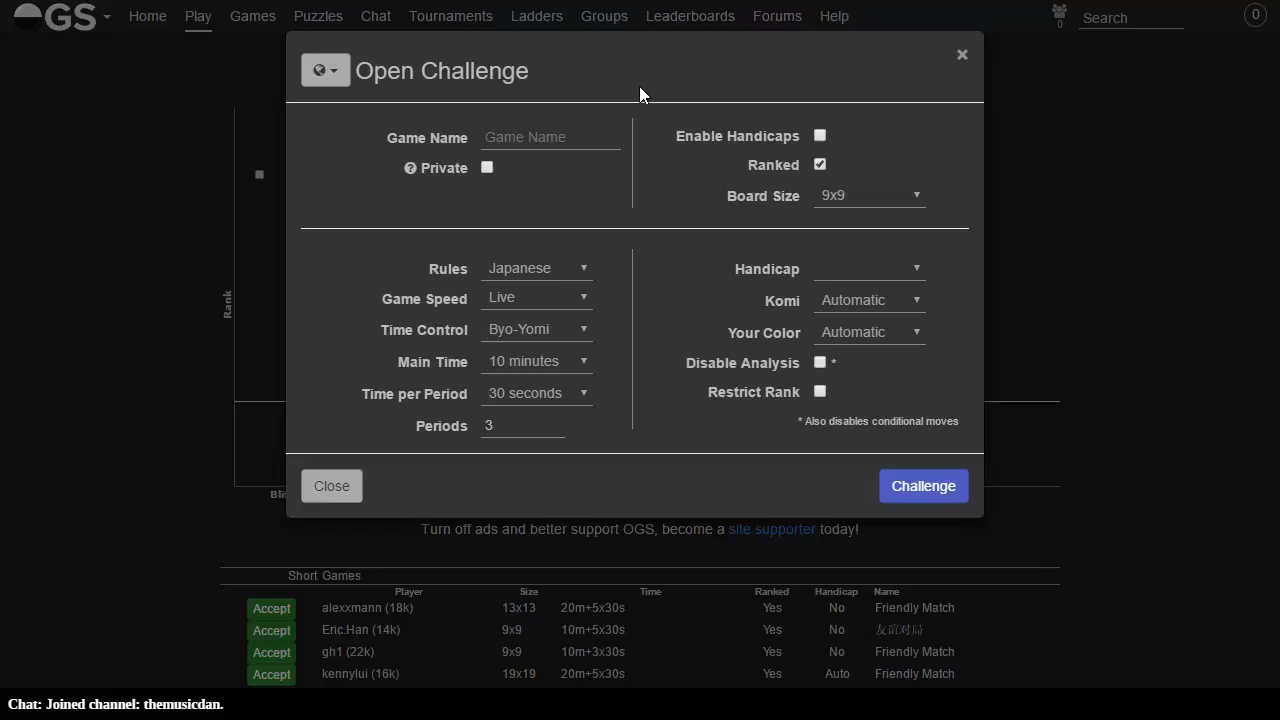 OGS Home Play Games Puzzles Chat Tournaments Ladders Groups Leaderboards Forums Help 0 Search 0
Open Challenge ×
Game Name Game Name
Private
Enable Handicaps
Ranked
Board Size 9x9
Rank
Rules Japanese
Game Speed Live
Time Control Byo-Yomi
Main Time 10 minutes
Time per Period 30 seconds
Periods 3
Handicap
Komi Automatic
Your Color Automatic
Disable Analysis *
Restrict Rank
* Also disables conditional moves
Close Challenge
Turn off ads and better support OGS, become a site supporter today!
Short Games
Player Size Time Ranked Handicap Name
Accept alexxmann (18k) 13x13 20m+5x30s Yes No Friendly Match
Accept Eric.Han (14k) 9x9 10m+5x30s Yes No 友谊对局
Accept gh1 (22k) 9x9 10m+3x30s Yes No Friendly Match
Accept kennylui (16k) 19x19 20m+5x30s Yes Auto Friendly Match
Chat: Joined channel: themusicdan.